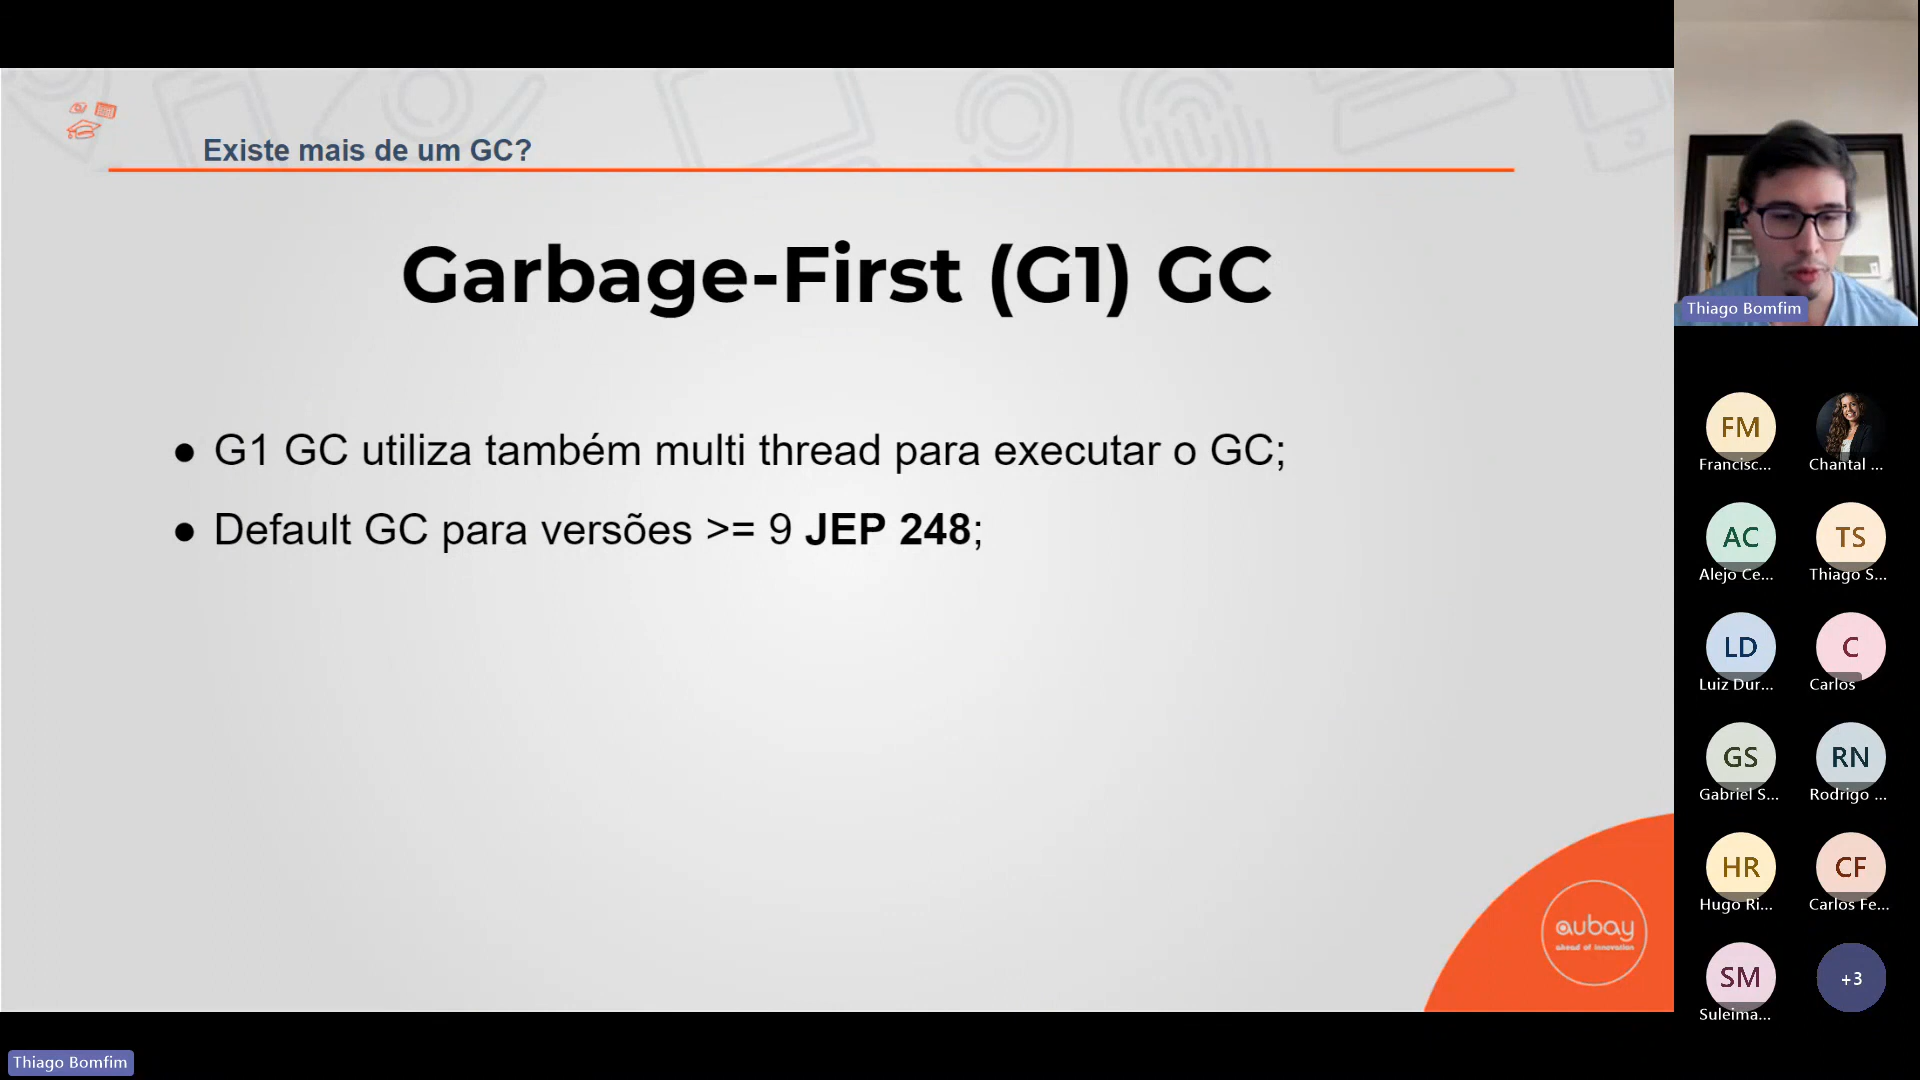 Existe mais de um GC?
Garbage-First (G1) GC
● G1 GC utiliza também multi thread para executar o GC;
● Default GC para versões >= 9 JEP 248;
aubay
ahead of innovation
Thiago Bomfim
Thiago Bomfim
FM
Francisc...
Chantal ...
AC
Alejo Ce...
TS
Thiago S...
LD
Luiz Dur...
C
Carlos
GS
Gabriel S...
RN
Rodrigo ...
HR
Hugo Ri...
CF
Carlos Fe...
SM
Suleima...
+3